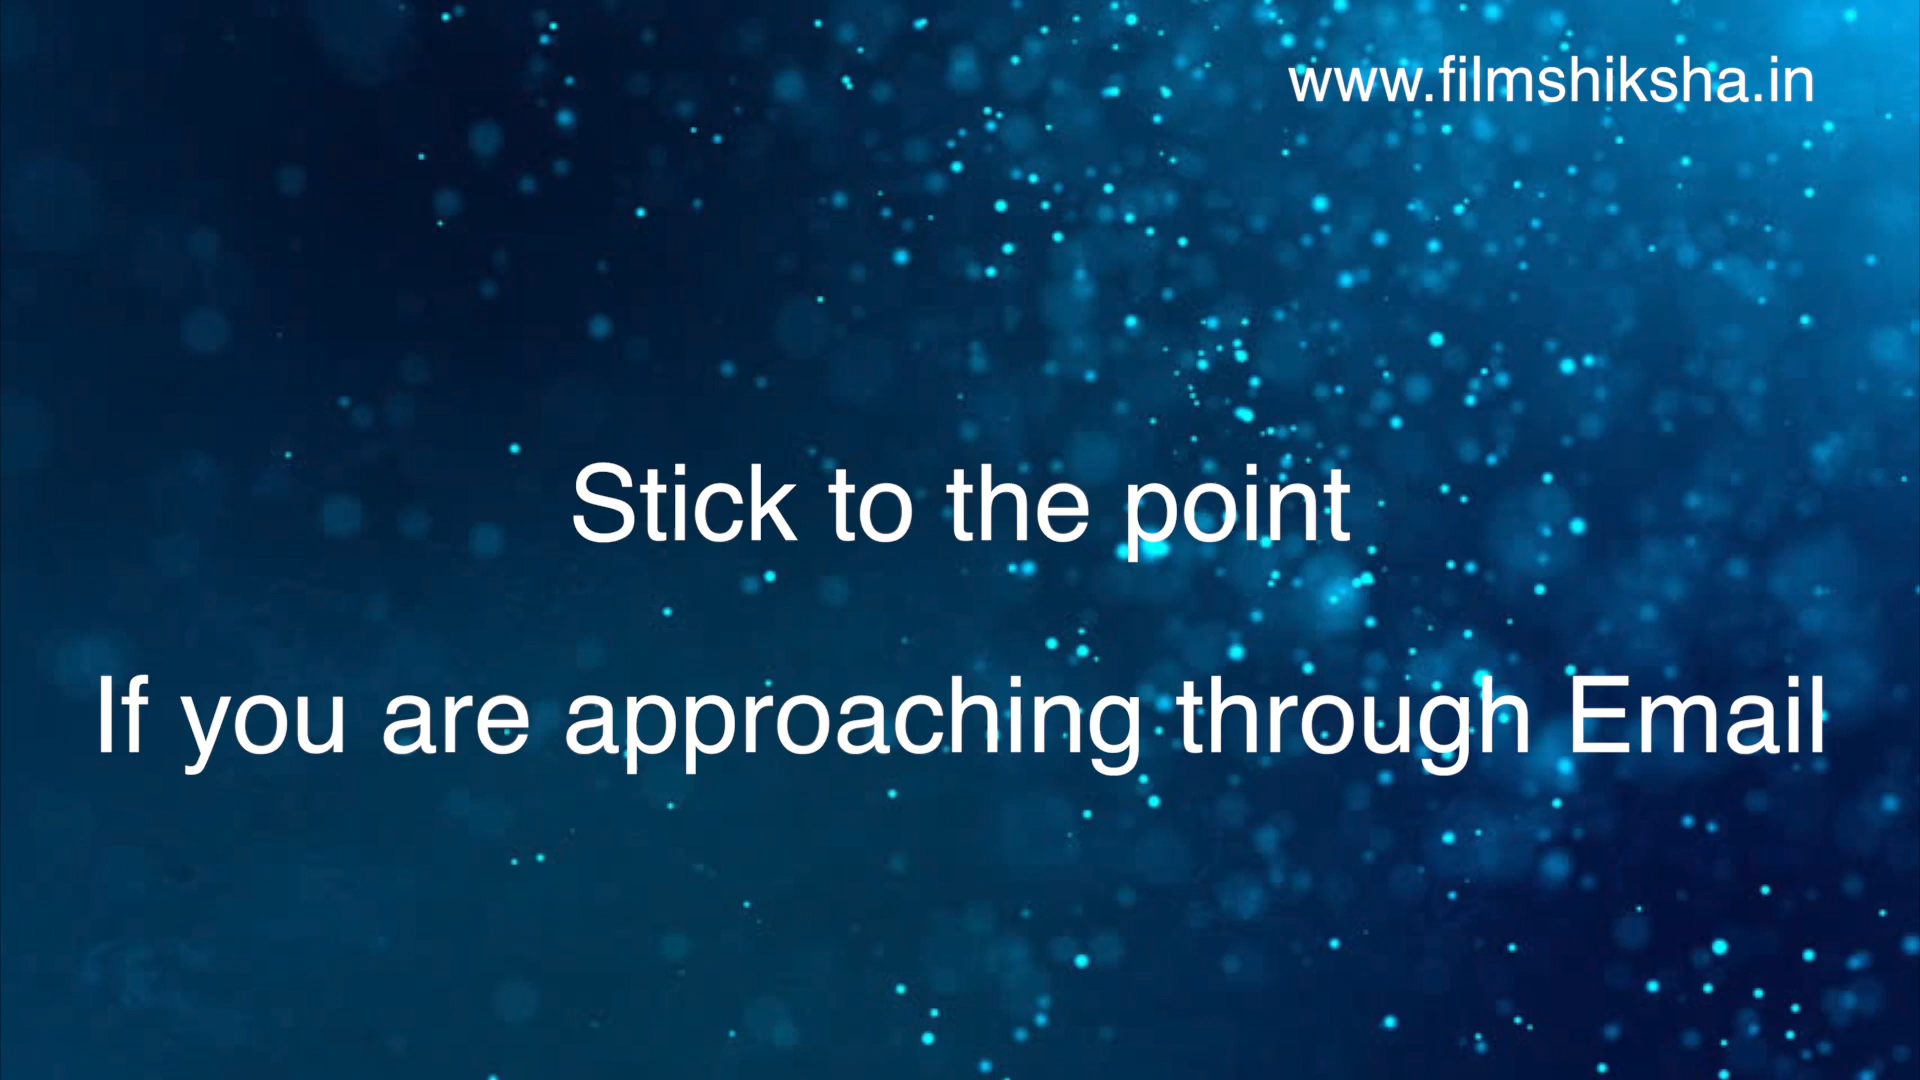 www.filmshiksha.in
Stick to the point
If you are approaching through Email